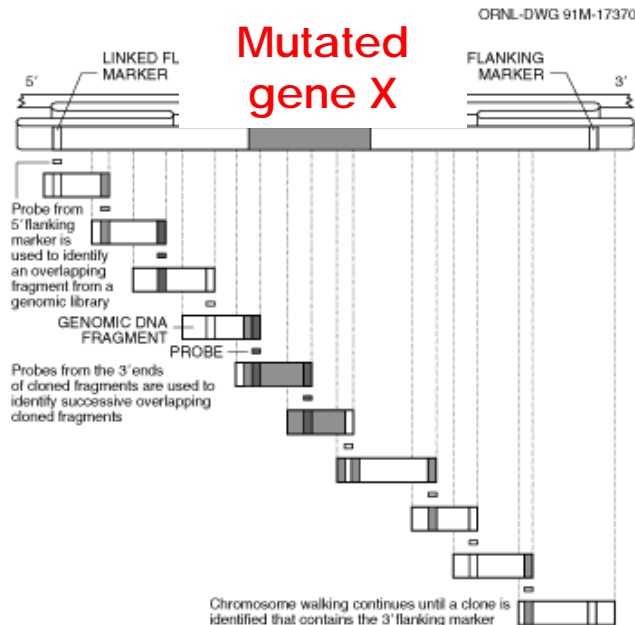 ORNL-DWG 91M-17370
Mutated
gene X
LINKED FL
MARKER
FLANKING
MARKER
5′
3′
Probe from
5′flanking
marker is
used to identify
an overlapping
fragment from a
genomic library
GENOMIC DNA
FRAGMENT
PROBE
Probes from the 3′ends
of cloned fragments are used to
identify successive overlapping
cloned fragments
Chromosome walking continues until a clone is
identified that contains the 3′flanking marker